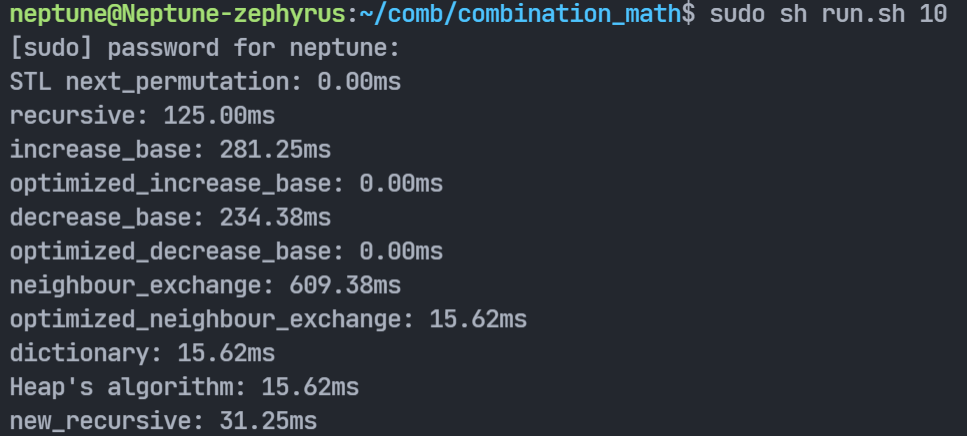 neptune@Neptune-zephyrus:~/comb/combination_math$ sudo sh run.sh 10
[sudo] password for neptune:
STL next_permutation: 0.00ms
recursive: 125.00ms
increase_base: 281.25ms
optimized_increase_base: 0.00ms
decrease_base: 234.38ms
optimized_decrease_base: 0.00ms
neighbour_exchange: 609.38ms
optimized_neighbour_exchange: 15.62ms
dictionary: 15.62ms
Heap's algorithm: 15.62ms
new_recursive: 31.25ms